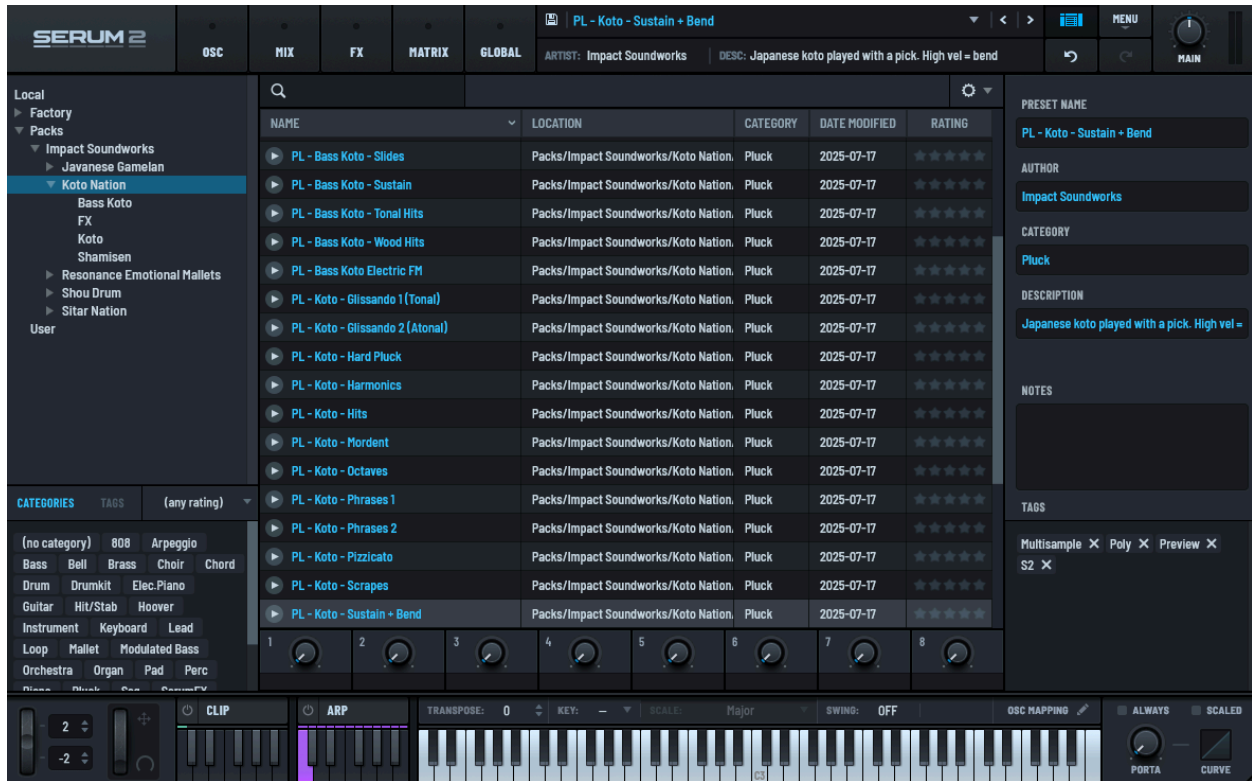 SERUM 2
OSC
MIX
FX
MATRIX
GLOBAL
PL - Koto - Sustain + Bend
ARTIST: Impact Soundworks
DESC: Japanese koto played with a pick. High vel = bend
MENU
MAIN
Local
Factory
Packs
Impact Soundworks
Javanese Gamelan
Koto Nation
Bass Koto
FX
Koto
Shamisen
Resonance Emotional Mallets
Shou Drum
Sitar Nation
User
CATEGORIES TAGS (any rating)
(no category) 808 Arpeggio
Bass Bell Brass Choir Chord
Drum Drumkit Elec.Piano
Guitar Hit/Stab Hoover
Instrument Keyboard Lead
Loop Mallet Modulated Bass
Orchestra Organ Pad Perc
NAME LOCATION CATEGORY DATE MODIFIED RATING
PL - Bass Koto - Slides Packs/Impact Soundworks/Koto Nation. Pluck 2025-07-17
PL - Bass Koto - Sustain Packs/Impact Soundworks/Koto Nation. Pluck 2025-07-17
PL - Bass Koto - Tonal Hits Packs/Impact Soundworks/Koto Nation. Pluck 2025-07-17
PL - Bass Koto - Wood Hits Packs/Impact Soundworks/Koto Nation. Pluck 2025-07-17
PL - Bass Koto Electric FM Packs/Impact Soundworks/Koto Nation. Pluck 2025-07-17
PL - Koto - Glissando 1 (Tonal) Packs/Impact Soundworks/Koto Nation. Pluck 2025-07-17
PL - Koto - Glissando 2 (Atonal) Packs/Impact Soundworks/Koto Nation. Pluck 2025-07-17
PL - Koto - Hard Pluck Packs/Impact Soundworks/Koto Nation. Pluck 2025-07-17
PL - Koto - Harmonics Packs/Impact Soundworks/Koto Nation. Pluck 2025-07-17
PL - Koto - Hits Packs/Impact Soundworks/Koto Nation. Pluck 2025-07-17
PL - Koto - Mordent Packs/Impact Soundworks/Koto Nation. Pluck 2025-07-17
PL - Koto - Octaves Packs/Impact Soundworks/Koto Nation. Pluck 2025-07-17
PL - Koto - Phrases 1 Packs/Impact Soundworks/Koto Nation. Pluck 2025-07-17
PL - Koto - Phrases 2 Packs/Impact Soundworks/Koto Nation. Pluck 2025-07-17
PL - Koto - Pizzicato Packs/Impact Soundworks/Koto Nation. Pluck 2025-07-17
PL - Koto - Scrapes Packs/Impact Soundworks/Koto Nation. Pluck 2025-07-17
PL - Koto - Sustain + Bend Packs/Impact Soundworks/Koto Nation. Pluck 2025-07-17
1 2 3 4 5 6 7 8
PRESET NAME
PL - Koto - Sustain + Bend
AUTHOR
Impact Soundworks
CATEGORY
Pluck
DESCRIPTION
Japanese koto played with a pick. High vel =
NOTES
TAGS
Multisample Poly Preview
S2
2
-2
CLIP
ARP
TRANSPOSE: 0 KEY: – SCALE: Major SWING: OFF OSC MAPPING
C3
ALWAYS SCALED
PORTA CURVE